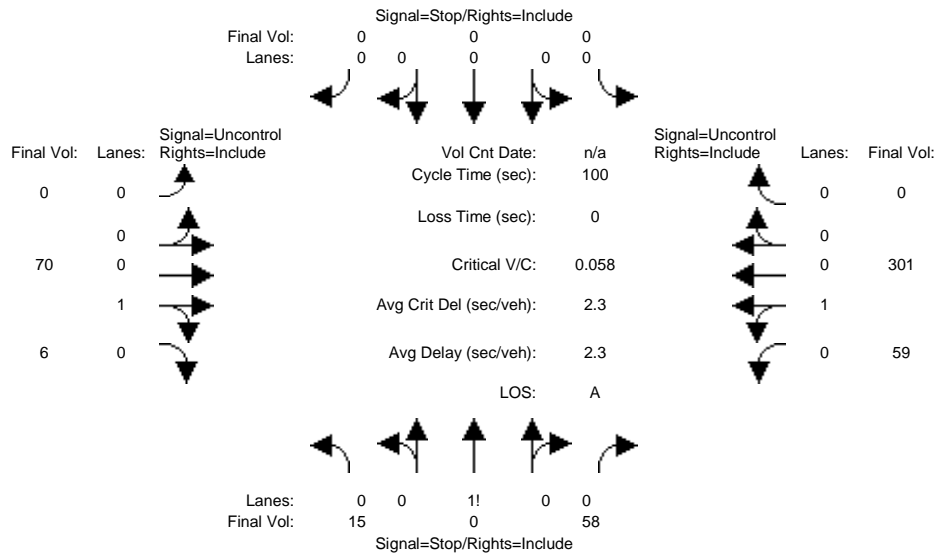 Signal=Stop/Rights=Include
Final Vol: 0 0 0
Lanes: 0 0 0 0 0
Signal=Uncontrol Signal=Uncontrol
Final Vol: Lanes: Rights=Include Vol Cnt Date: n/a Rights=Include Lanes: Final Vol:
Cycle Time (sec): 100
0 0 0 0
Loss Time (sec): 0
0 0
70 0 Critical V/C: 0.058 0 301
1 Avg Crit Del (sec/veh): 2.3 1
6 0 Avg Delay (sec/veh): 2.3 0 59
LOS: A
Lanes: 0 0 1! 0 0
Final Vol: 15 0 58
Signal=Stop/Rights=Include